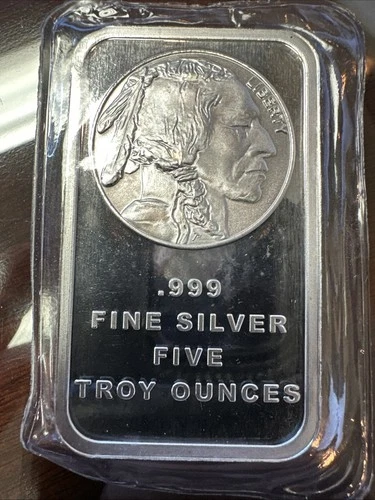 LIBERTY
.999
FINE SILVER
FIVE
TROY OUNCES